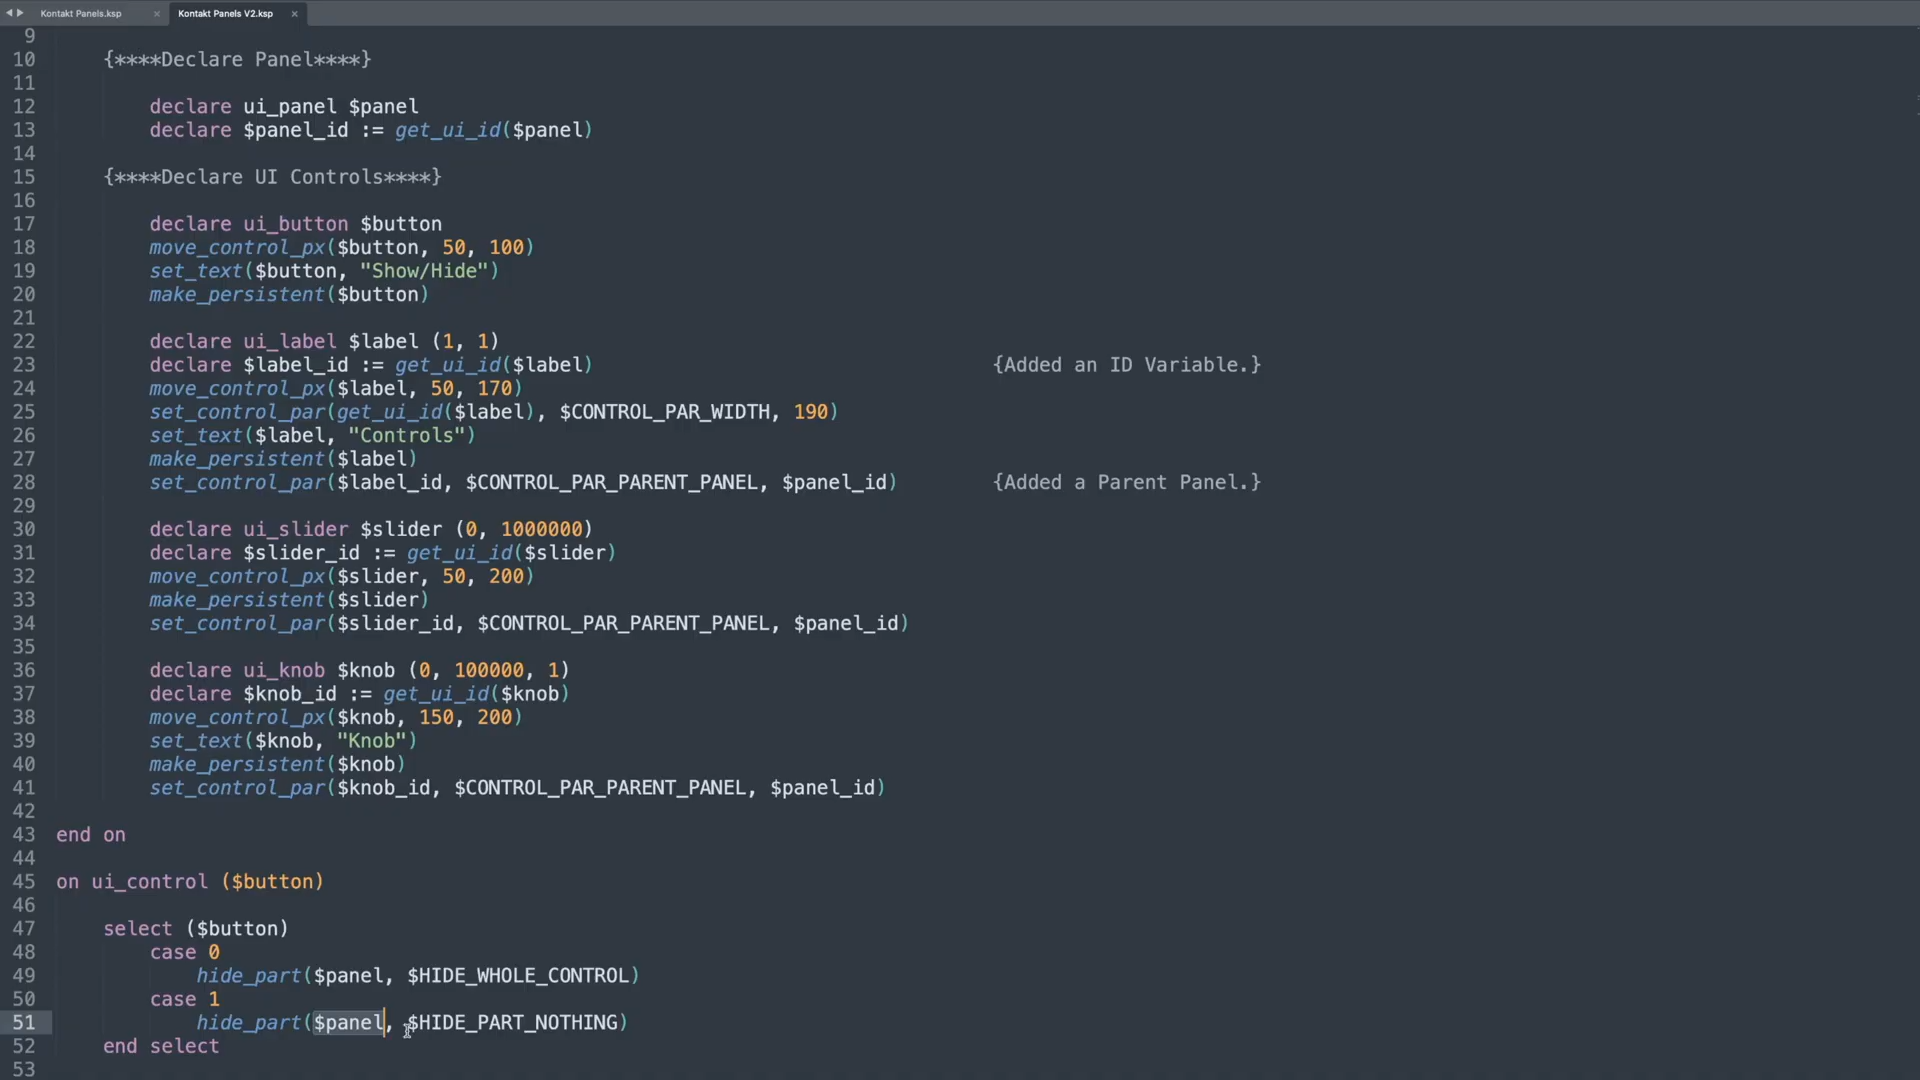 Kontakt Panels.ksp
Kontakt Panels V2.ksp
9
10 {****Declare Panel****}
11
12 declare ui_panel $panel
13 declare $panel_id := get_ui_id($panel)
14
15 {****Declare UI Controls****}
16
17 declare ui_button $button
18 move_control_px($button, 50, 100)
19 set_text($button, "Show/Hide")
20 make_persistent($button)
21
22 declare ui_label $label (1, 1)
23 declare $label_id := get_ui_id($label) {Added an ID Variable.}
24 move_control_px($label, 50, 170)
25 set_control_par(get_ui_id($label), $CONTROL_PAR_WIDTH, 190)
26 set_text($label, "Controls")
27 make_persistent($label)
28 set_control_par($label_id, $CONTROL_PAR_PARENT_PANEL, $panel_id) {Added a Parent Panel.}
29
30 declare ui_slider $slider (0, 1000000)
31 declare $slider_id := get_ui_id($slider)
32 move_control_px($slider, 50, 200)
33 make_persistent($slider)
34 set_control_par($slider_id, $CONTROL_PAR_PARENT_PANEL, $panel_id)
35
36 declare ui_knob $knob (0, 100000, 1)
37 declare $knob_id := get_ui_id($knob)
38 move_control_px($knob, 150, 200)
39 set_text($knob, "Knob")
40 make_persistent($knob)
41 set_control_par($knob_id, $CONTROL_PAR_PARENT_PANEL, $panel_id)
42
43 end on
44
45 on ui_control ($button)
46
47 select ($button)
48 case 0
49 hide_part($panel, $HIDE_WHOLE_CONTROL)
50 case 1
51 hide_part($panel, $HIDE_PART_NOTHING)
52 end select
53